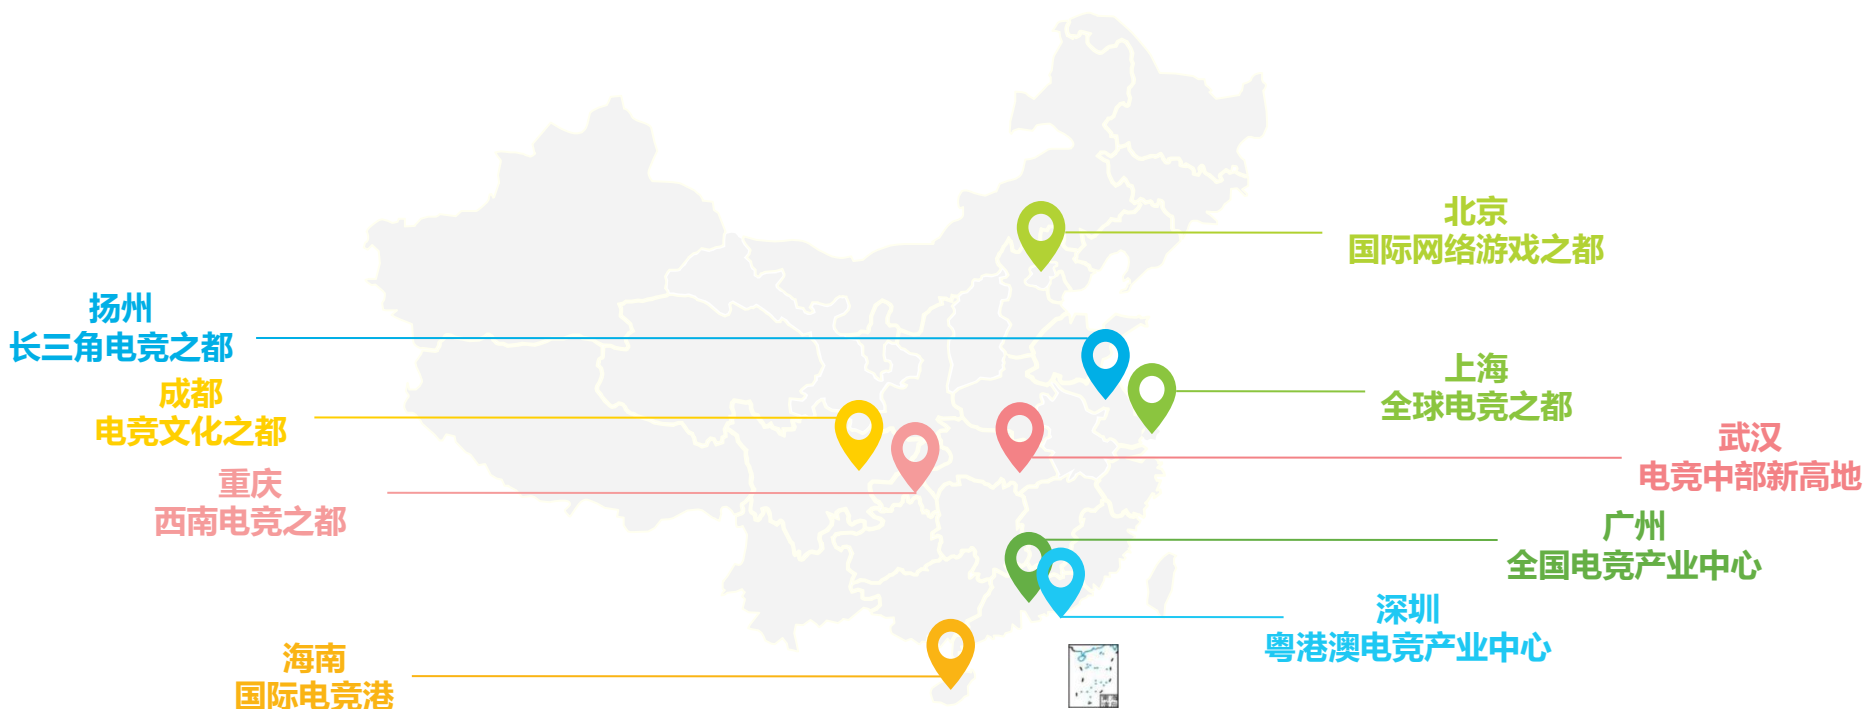 北京
国际网络游戏之都
扬州
长三角电竞之都
上海
全球电竞之都
成都
电竞文化之都
武汉
电竞中部新高地
重庆
西南电竞之都
广州
全国电竞产业中心
深圳
粤港澳电竞产业中心
海南
国际电竞港